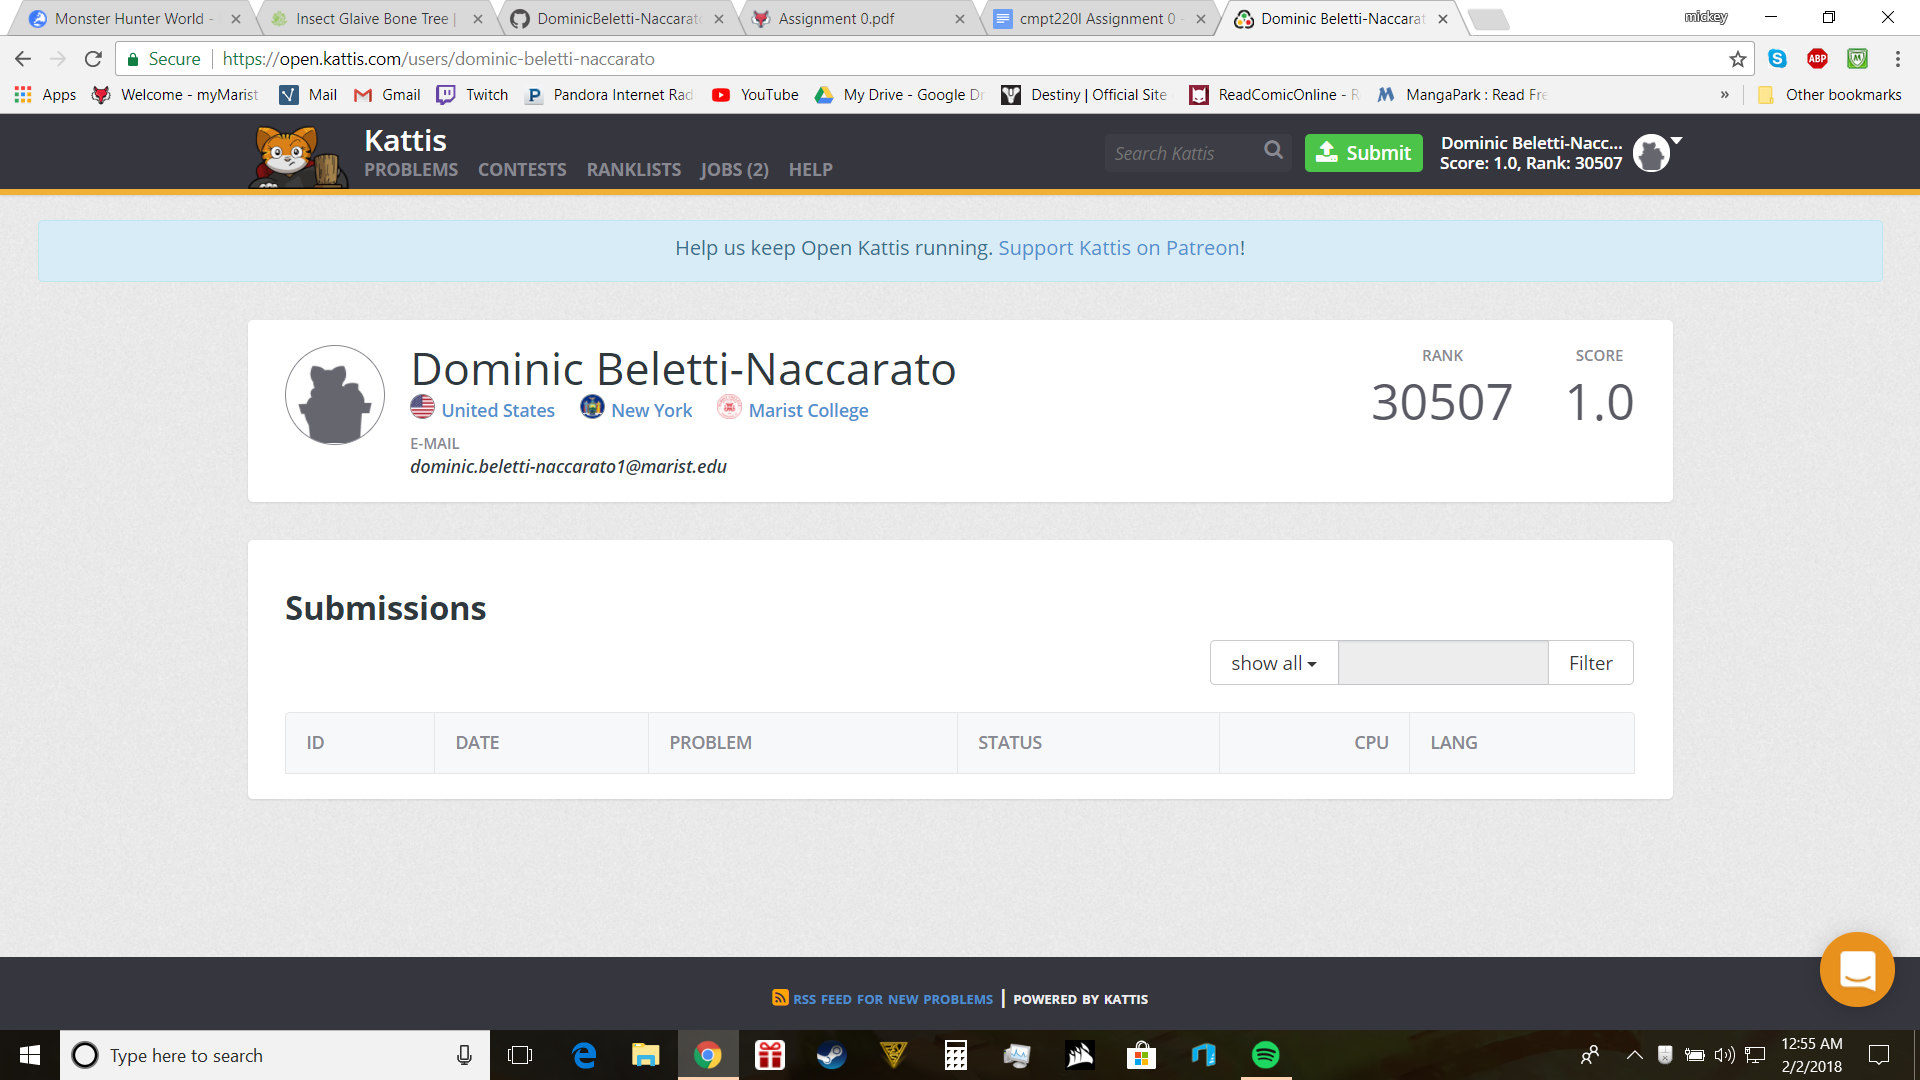 Monster Hunter World -
Insect Glaive Bone Tree |
DominicBeletti-Naccarato
Assignment 0.pdf
cmpt220l Assignment 0 -
Dominic Beletti-Naccarat
mickey
Secure
https://open.kattis.com/users/dominic-beletti-naccarato
ABP
Apps
Welcome - myMarist
Mail
Gmail
Twitch
Pandora Internet Rad
YouTube
My Drive - Google Dr
Destiny | Official Site
ReadComicOnline - R
MangaPark : Read Fre
»
Other bookmarks
Kattis
PROBLEMS CONTESTS RANKLISTS JOBS (2) HELP
Search Kattis
Submit
Dominic Beletti-Nacc...
Score: 1.0, Rank: 30507
Help us keep Open Kattis running. Support Kattis on Patreon!
Dominic Beletti-Naccarato
United States New York Marist College
E-MAIL
dominic.beletti-naccarato1@marist.edu
RANK
30507
SCORE
1.0
Submissions
show all
Filter
ID DATE PROBLEM STATUS CPU LANG
RSS FEED FOR NEW PROBLEMS | POWERED BY KATTIS
Type here to search
12:55 AM
2/2/2018